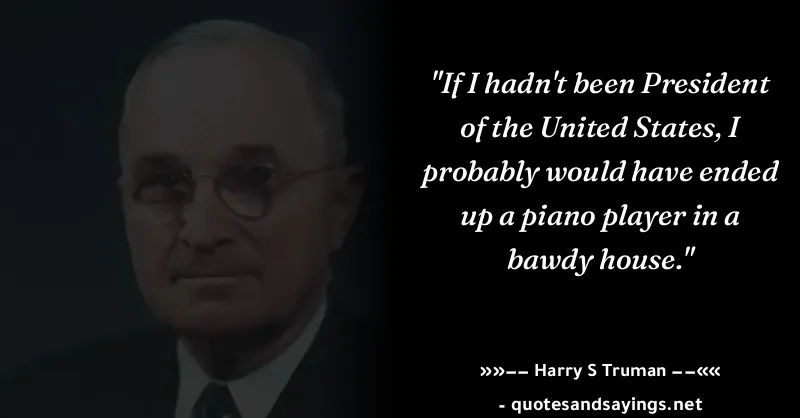 "If I hadn't been President
of the United States, I
probably would have ended
up a piano player in a
bawdy house."
»»−− Harry S Truman −−««
- quotesandsayings.net